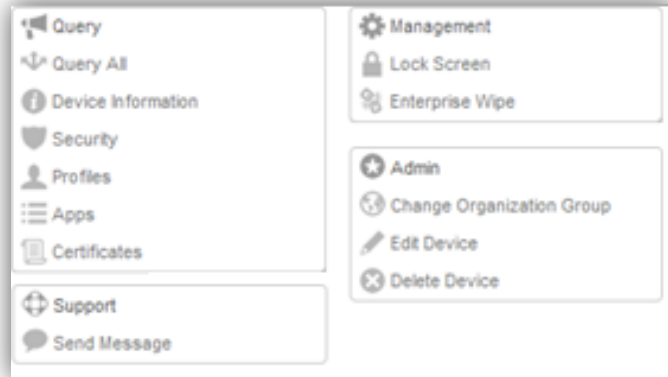 Query
Query All
Device Information
Security
Profiles
Apps
Certificates
Support
Send Message
Management
Lock Screen
Enterprise Wipe
Admin
Change Organization Group
Edit Device
Delete Device